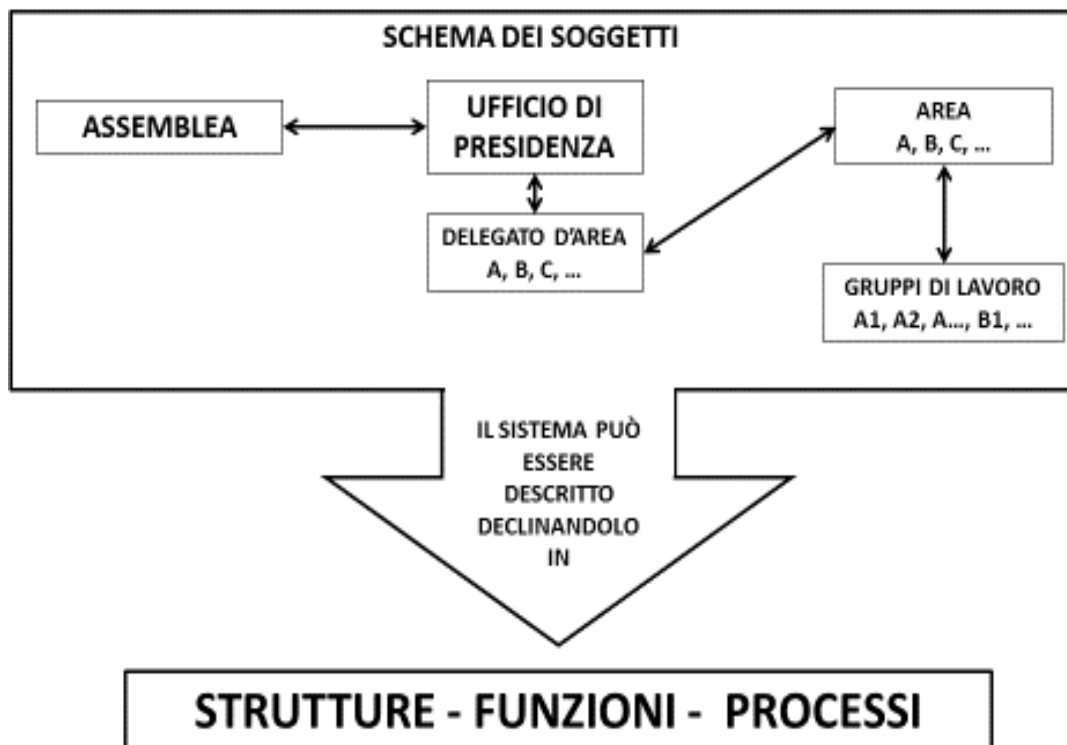 SCHEMA DEI SOGGETTI
ASSEMBLEA
UFFICIO DI
PRESIDENZA
DELEGATO D'AREA
A, B, C, ...
AREA
A, B, C, ...
GRUPPI DI LAVORO
A1, A2, A..., B1, ...
IL SISTEMA PUÒ
ESSERE
DESCRITTO
DECLINANDOLO
IN
STRUTTURE - FUNZIONI - PROCESSI